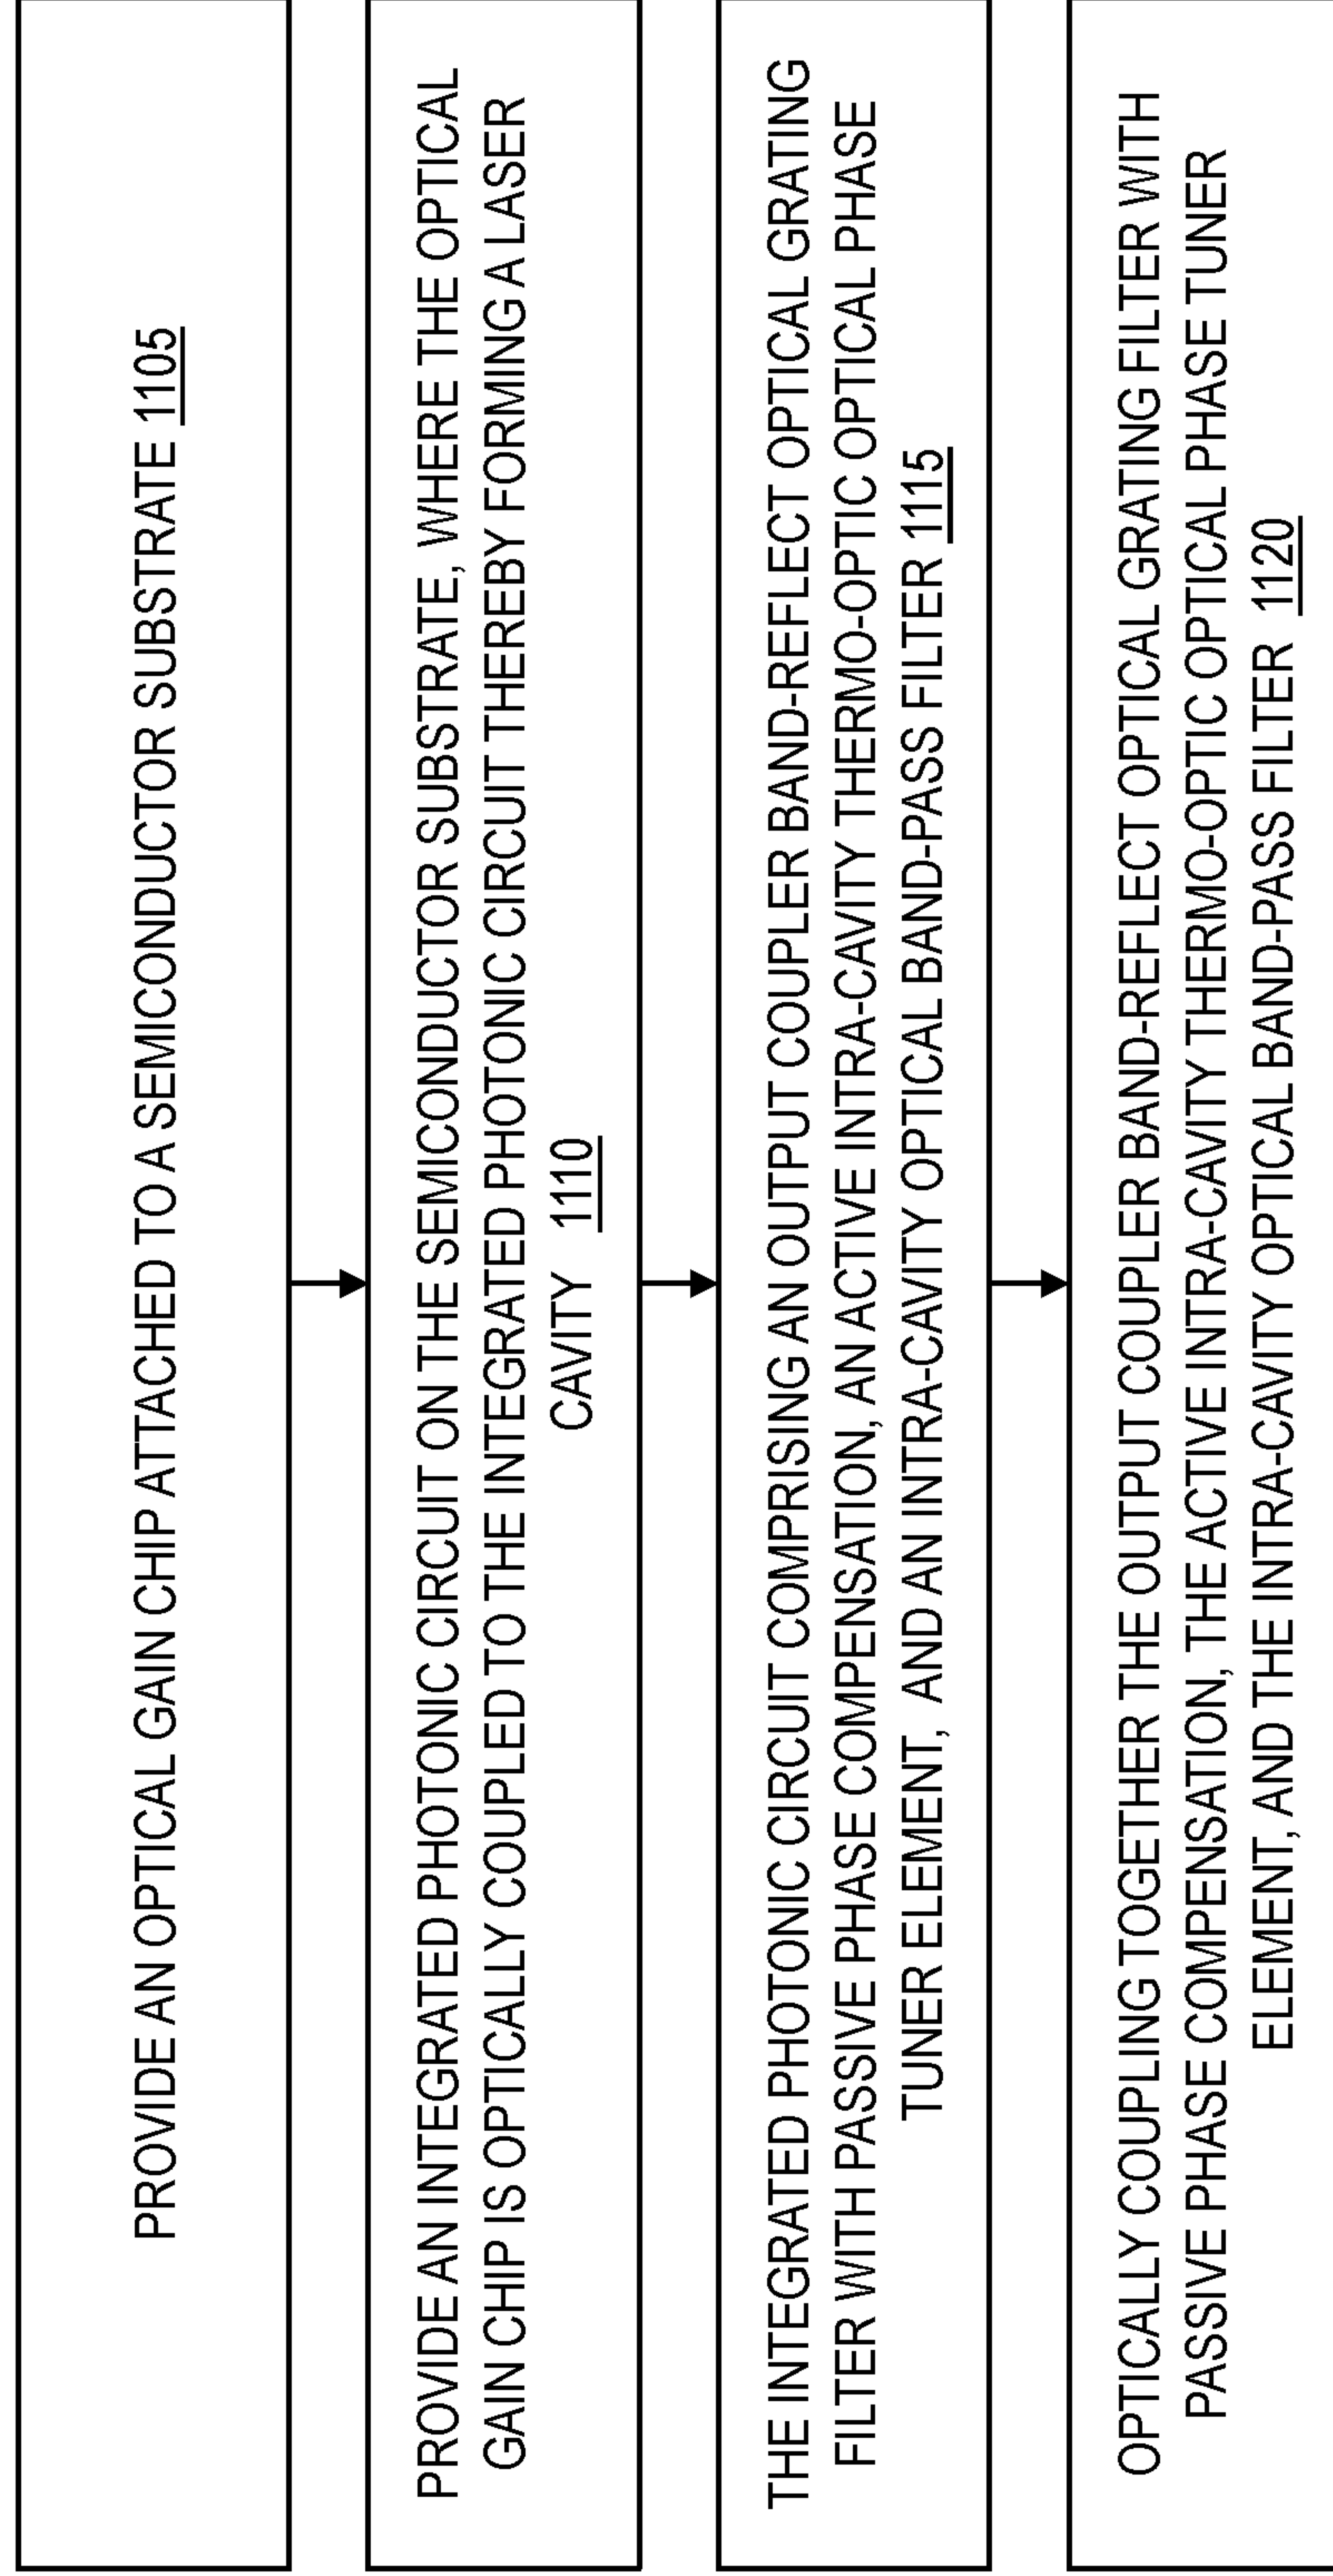 PROVIDE AN OPTICAL GAIN CHIP ATTACHED TO A SEMICONDUCTOR SUBSTRATE 1105
PROVIDE AN INTEGRATED PHOTONIC CIRCUIT ON THE SEMICONDUCTOR SUBSTRATE, WHERE THE OPTICAL
GAIN CHIP IS OPTICALLY COUPLED TO THE INTEGRATED PHOTONIC CIRCUIT THEREBY FORMING A LASER
CAVITY 1110
THE INTEGRATED PHOTONIC CIRCUIT COMPRISING AN OUTPUT COUPLER BAND-REFLECT OPTICAL GRATING
FILTER WITH PASSIVE PHASE COMPENSATION, AN ACTIVE INTRA-CAVITY THERMO-OPTIC OPTICAL PHASE
TUNER ELEMENT, AND AN INTRA-CAVITY OPTICAL BAND-PASS FILTER 1115
OPTICALLY COUPLING TOGETHER THE OUTPUT COUPLER BAND-REFLECT OPTICAL GRATING FILTER WITH
PASSIVE PHASE COMPENSATION, THE ACTIVE INTRA-CAVITY THERMO-OPTIC OPTICAL PHASE TUNER
ELEMENT, AND THE INTRA-CAVITY OPTICAL BAND-PASS FILTER 1120